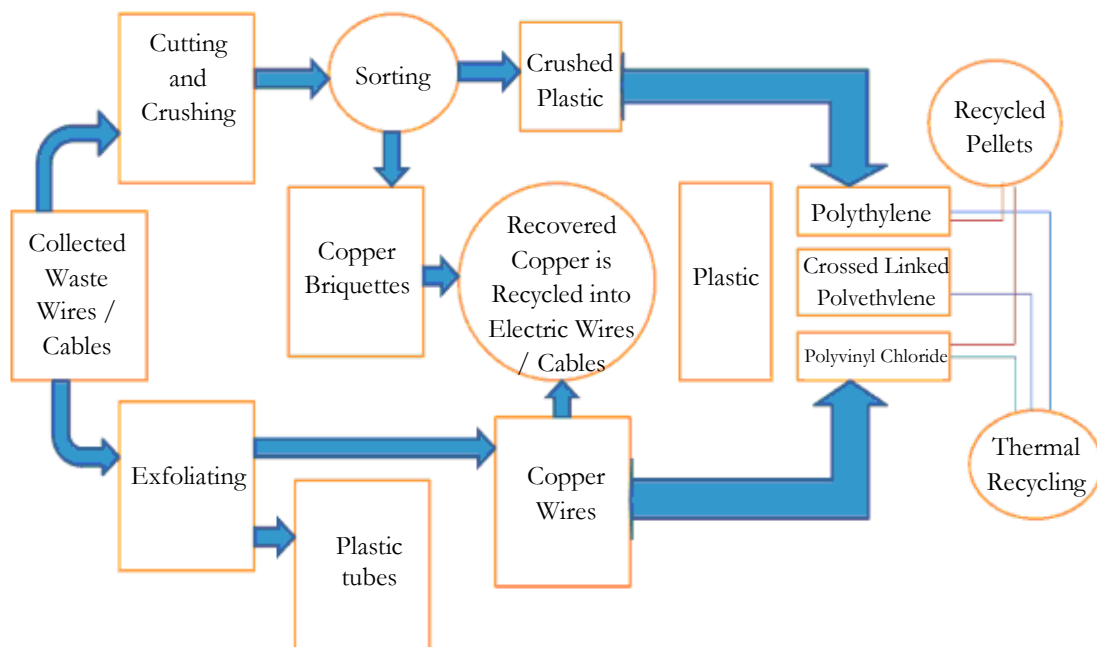 Cutting
and
Crushing
Sorting
Crushed
Plastic
Recycled
Pellets
Collected
Waste
Wires /
Cables
Copper
Briquettes
Recovered
Copper is
Recycled into
Electric Wires
/ Cables
Plastic
Polythylene
Crossed Linked
Polvethylene
Polyvinyl Chloride
Exfoliating
Plastic
tubes
Copper
Wires
Thermal
Recycling